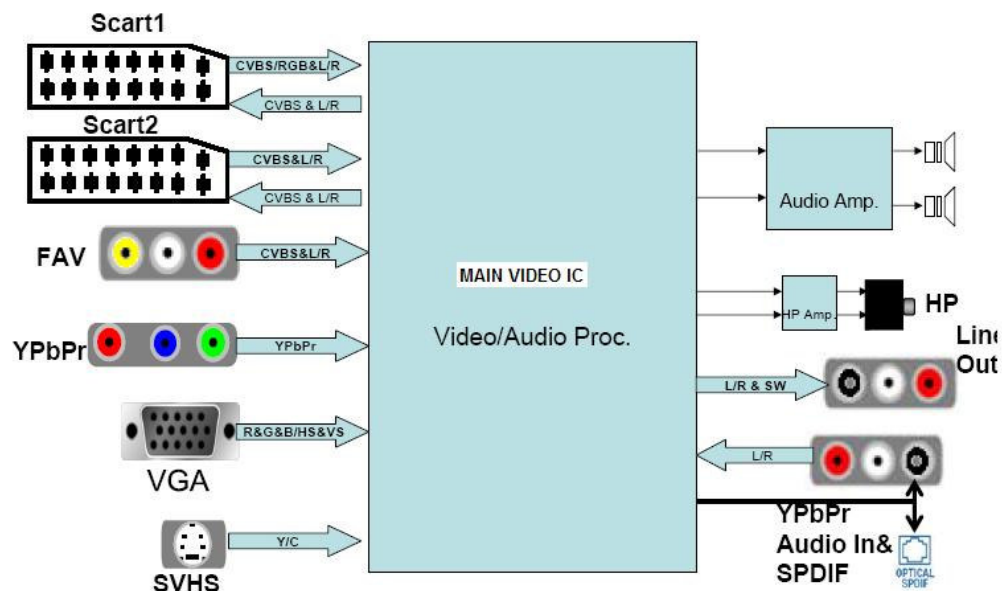 Scart1
CVBS/RGB&L/R
CVBS & L/R
Scart2
CVBS&L/R
CVBS & L/R
FAV
CVBS&L/R
YPbPr
YPbPr
R&G&B/HS&VS
VGA
Y/C
SVHS
MAIN VIDEO IC
Video/Audio Proc.
Audio Amp.
HP Amp.
HP
Line
Out
L/R & SW
L/R
YPbPr
Audio In&
SPDIF
OPTICAL
SPDIF